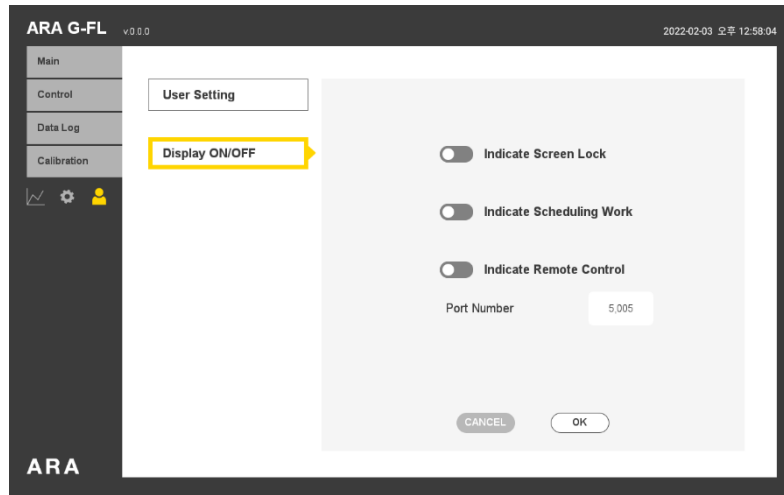 ARA G-FL v.0.0.0
2022-02-03 오후 12:58:04
Main
Control
Data Log
Calibration
User Setting
Display ON/OFF
Indicate Screen Lock
Indicate Scheduling Work
Indicate Remote Control
Port Number 5,005
CANCEL OK
ARA